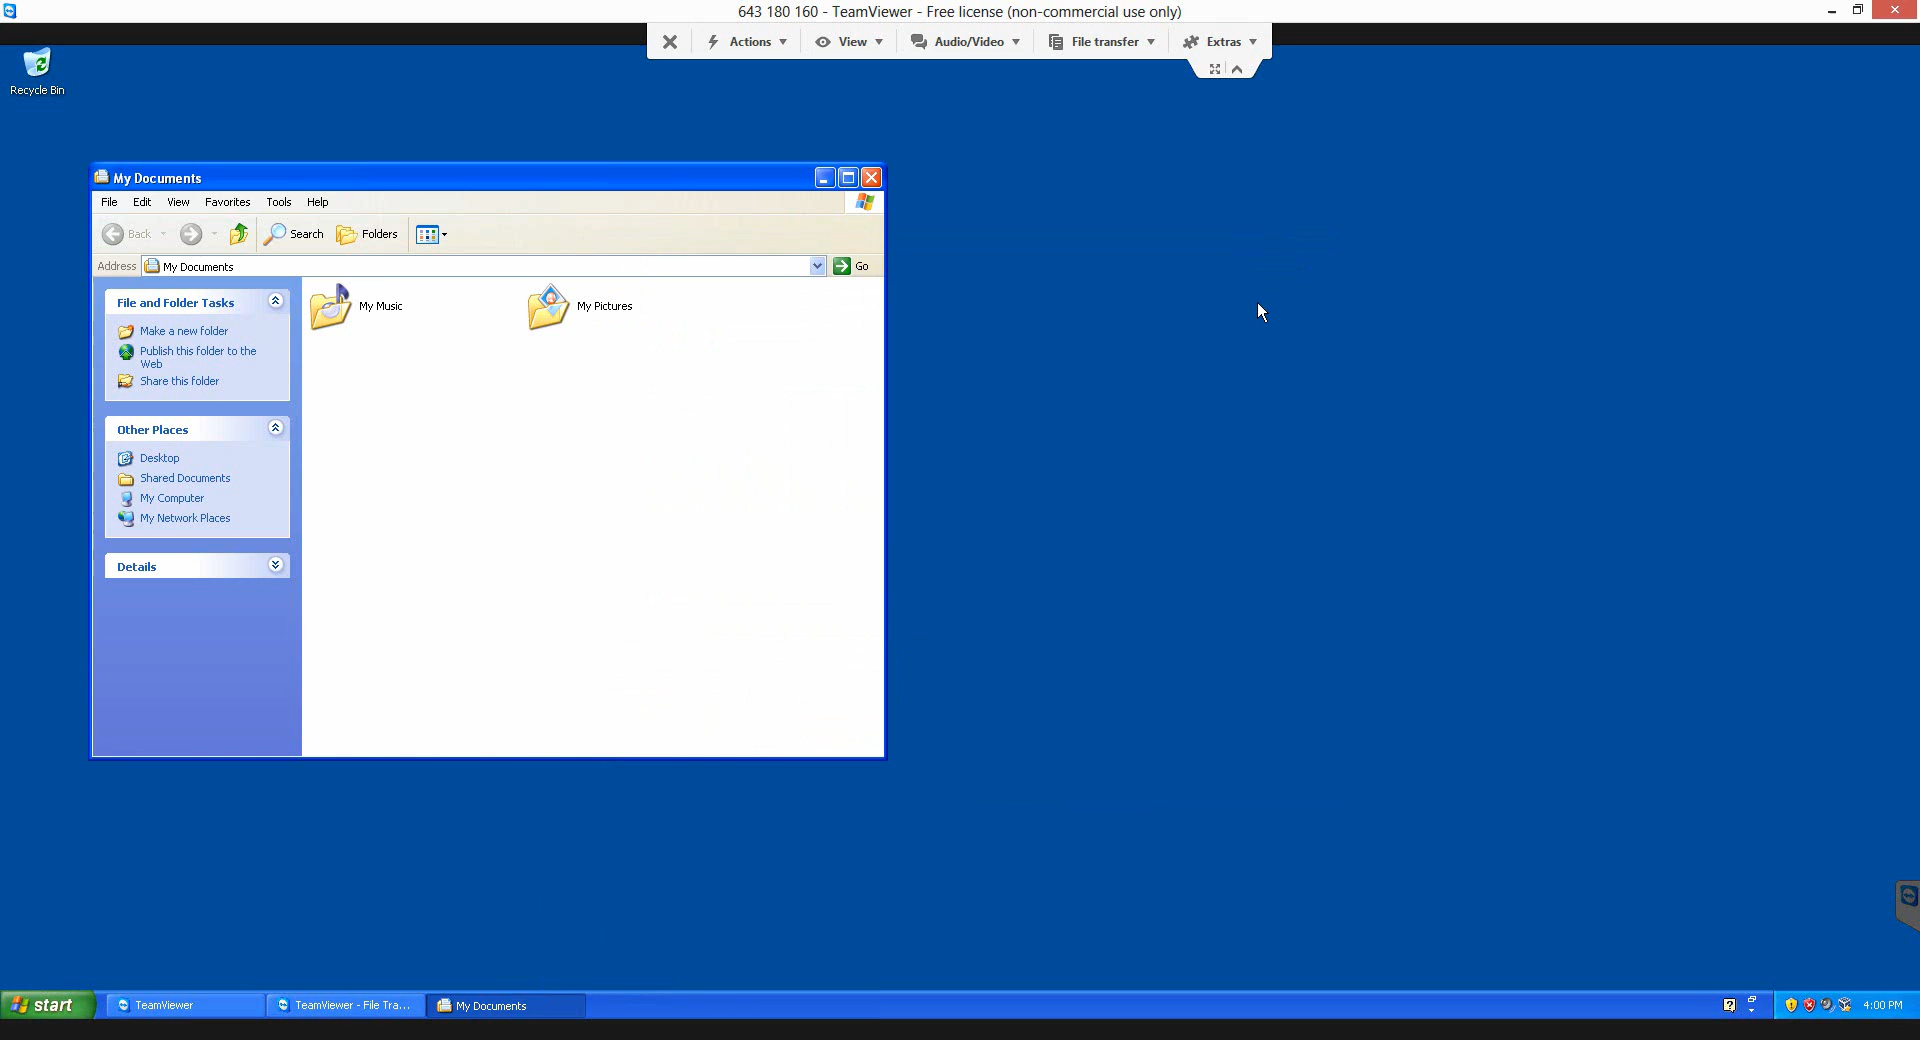 643 180 160 - TeamViewer - Free license (non-commercial use only)
Actions View Audio/Video File transfer Extras
Recycle Bin
My Documents
File Edit View Favorites Tools Help
Back Search Folders
Address My Documents Go
File and Folder Tasks
Make a new folder
Publish this folder to the
Web
Share this folder
Other Places
Desktop
Shared Documents
My Computer
My Network Places
Details
My Music My Pictures
start TeamViewer TeamViewer - File Tra... My Documents 4:00 PM